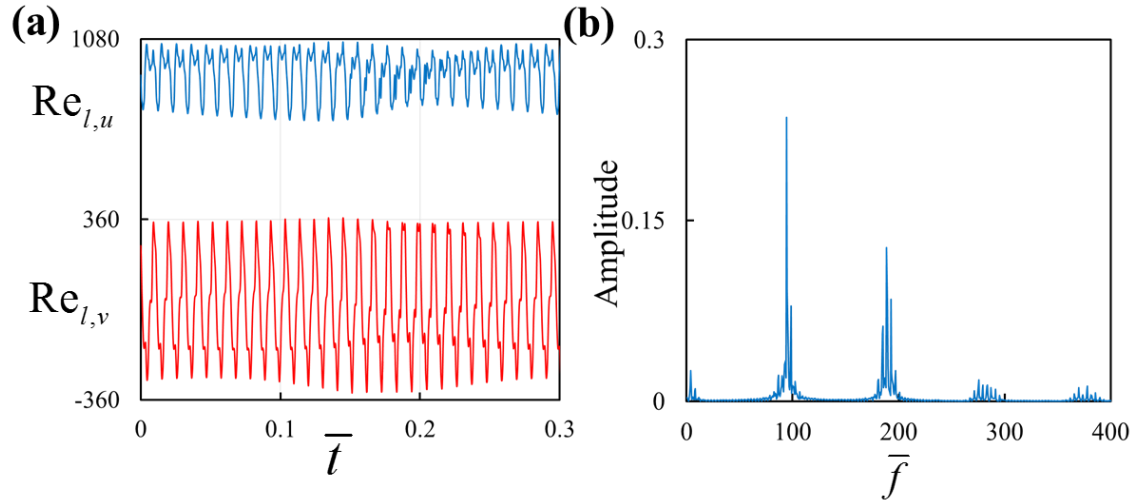 (a)
1080
Re_{l,u}
360
Re_{l,v}
-360
0 0.1 0.2 0.3
t̅
(b)
0.3
0.15
0
Amplitude
0 100 200 300 400
f̅